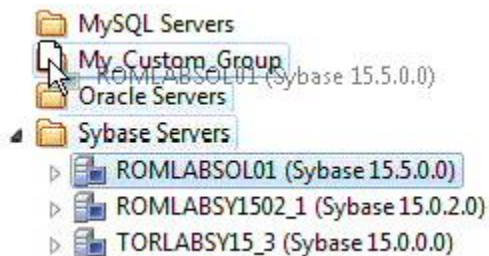 MySQL Servers
My_Custom_Group
ROMLABSOL01 (Sybase 15.5.0.0)
Oracle Servers
Sybase Servers
ROMLABSOL01 (Sybase 15.5.0.0)
ROMLABSY1502_1 (Sybase 15.0.2.0)
TORLABSY15_3 (Sybase 15.0.0.0)